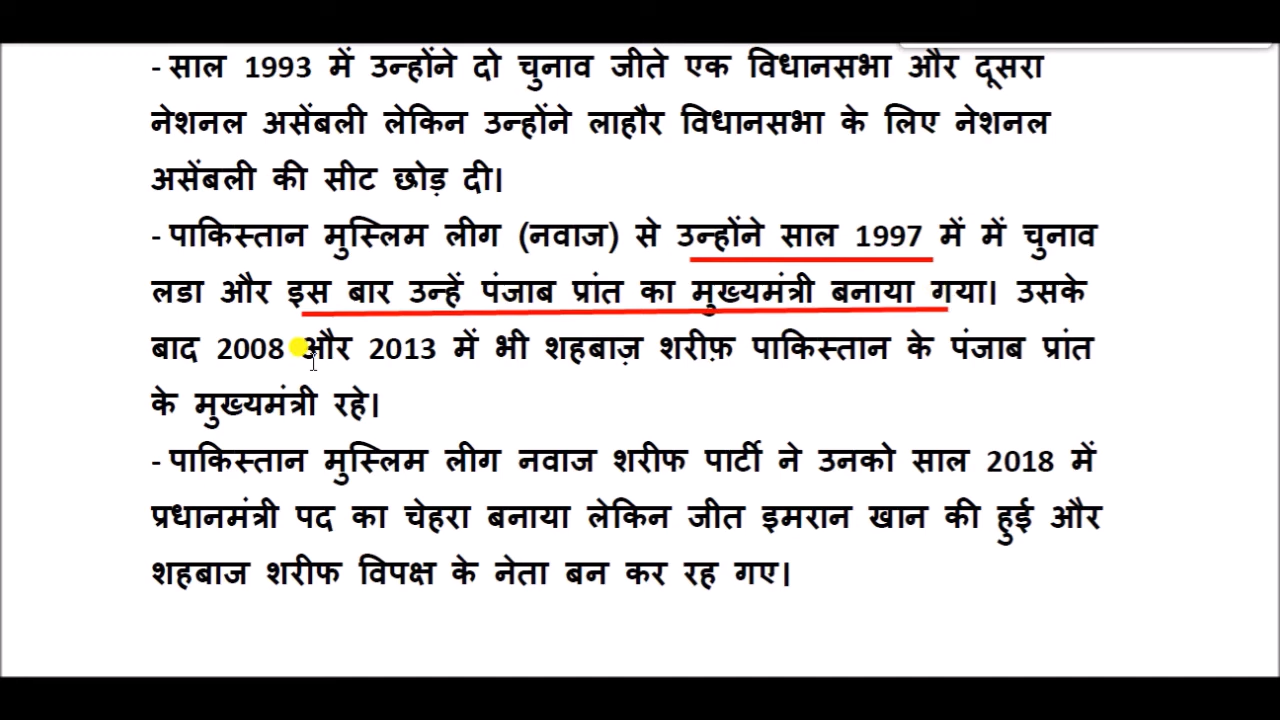 - साल 1993 में उन्होंने दो चुनाव जीते एक विधानसभा और दूसरा
नेशनल असेंबली लेकिन उन्होंने लाहौर विधानसभा के लिए नेशनल
असेंबली की सीट छोड़ दी।
- पाकिस्तान मुस्लिम लीग (नवाज) से उन्होंने साल 1997 में में चुनाव
लडा और इस बार उन्हें पंजाब प्रांत का मुख्यमंत्री बनाया गया। उसके
बाद 2008 और 2013 में भी शहबाज़ शरीफ़ पाकिस्तान के पंजाब प्रांत
के मुख्यमंत्री रहे।
- पाकिस्तान मुस्लिम लीग नवाज शरीफ पार्टी ने उनको साल 2018 में
प्रधानमंत्री पद का चेहरा बनाया लेकिन जीत इमरान खान की हुई और
शहबाज शरीफ विपक्ष के नेता बन कर रह गए।